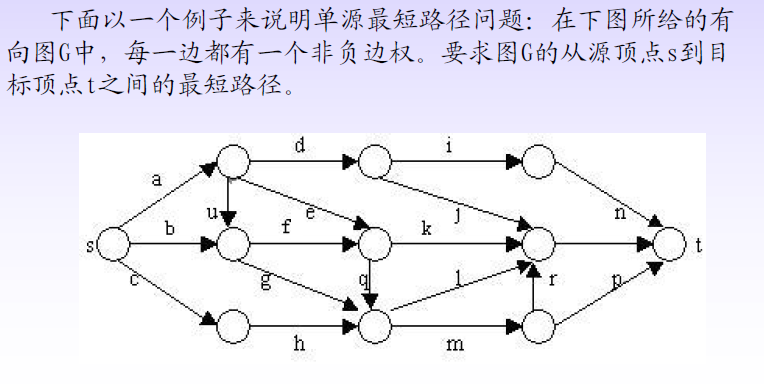 下面以一个例子来说明单源最短路径问题：在下图所给的有
向图G中，每一边都有一个非负边权。要求图G的从源顶点s到目
标顶点t之间的最短路径。
d i
a
u e j n
s b f k t
c g q l r p
h m